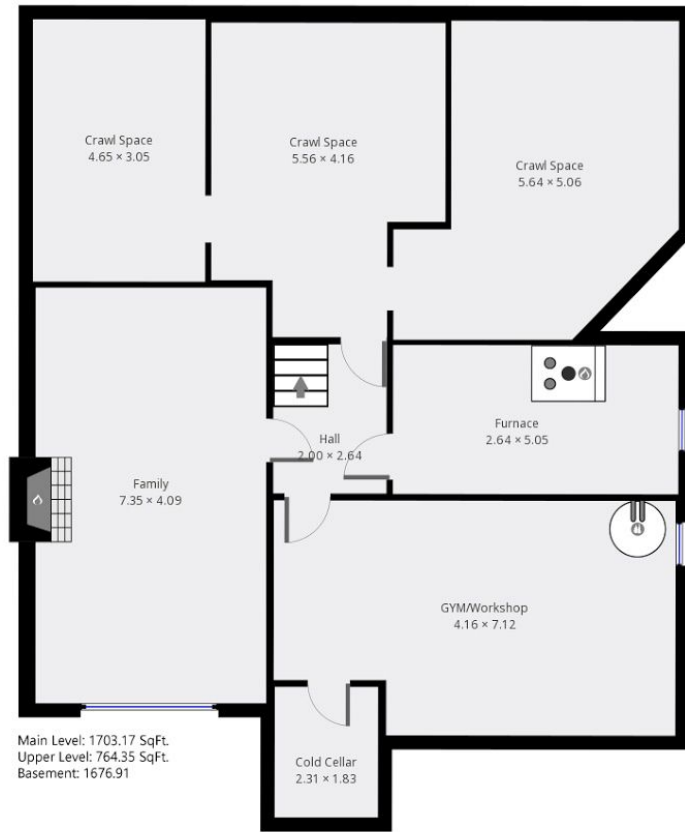 Crawl Space
4.65 × 3.05
Crawl Space
5.56 × 4.16
Crawl Space
5.64 × 5.06
Furnace
2.64 × 5.05
Hall
2.00 × 2.64
Family
7.35 × 4.09
GYM/Workshop
4.16 × 7.12
Cold Cellar
2.31 × 1.83
Main Level: 1703.17 SqFt.
Upper Level: 764.35 SqFt.
Basement: 1676.91